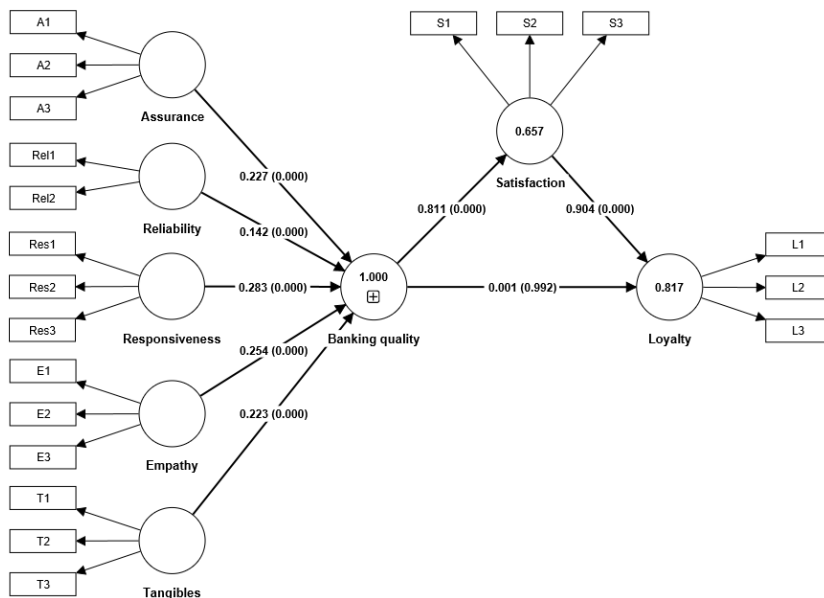 A1
A2
A3
Assurance
Rel1
Rel2
Reliability
Res1
Res2
Res3
Responsiveness
E1
E2
E3
Empathy
T1
T2
T3
Tangibles
0.227 (0.000)
0.142 (0.000)
0.283 (0.000)
0.254 (0.000)
0.223 (0.000)
1.000
Banking quality
0.811 (0.000)
0.001 (0.992)
S1
S2
S3
0.657
Satisfaction
0.904 (0.000)
0.817
Loyalty
L1
L2
L3